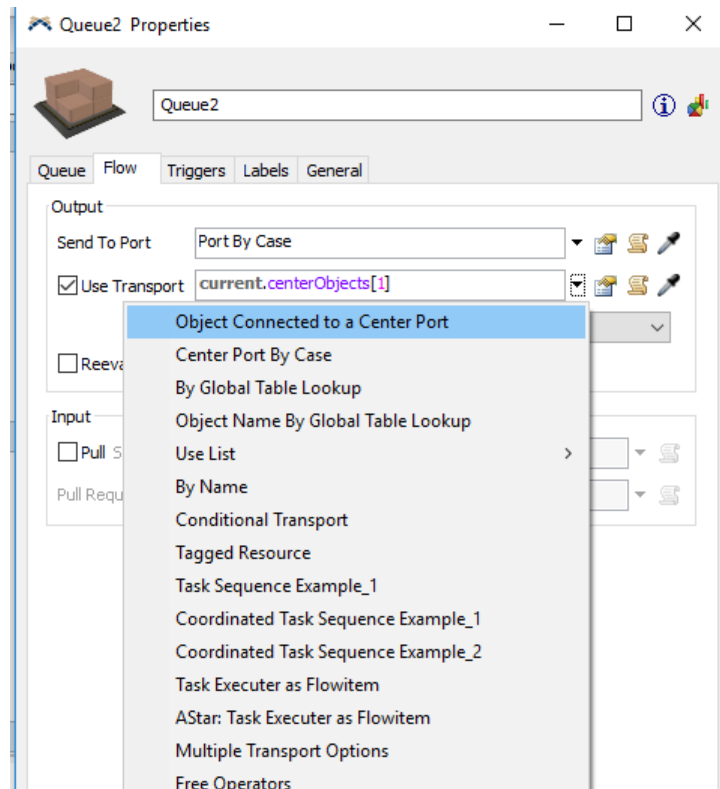 Queue2 Properties
Queue2
Queue Flow Triggers Labels General
Output
Send To Port Port By Case
Use Transport current.centerObjects[1]
Object Connected to a Center Port
Center Port By Case
Reeva
By Global Table Lookup
Input
Object Name By Global Table Lookup
Pull S
Use List
Pull Requ
By Name
Conditional Transport
Tagged Resource
Task Sequence Example_1
Coordinated Task Sequence Example_1
Coordinated Task Sequence Example_2
Task Executer as Flowitem
AStar: Task Executer as Flowitem
Multiple Transport Options
Free Operators